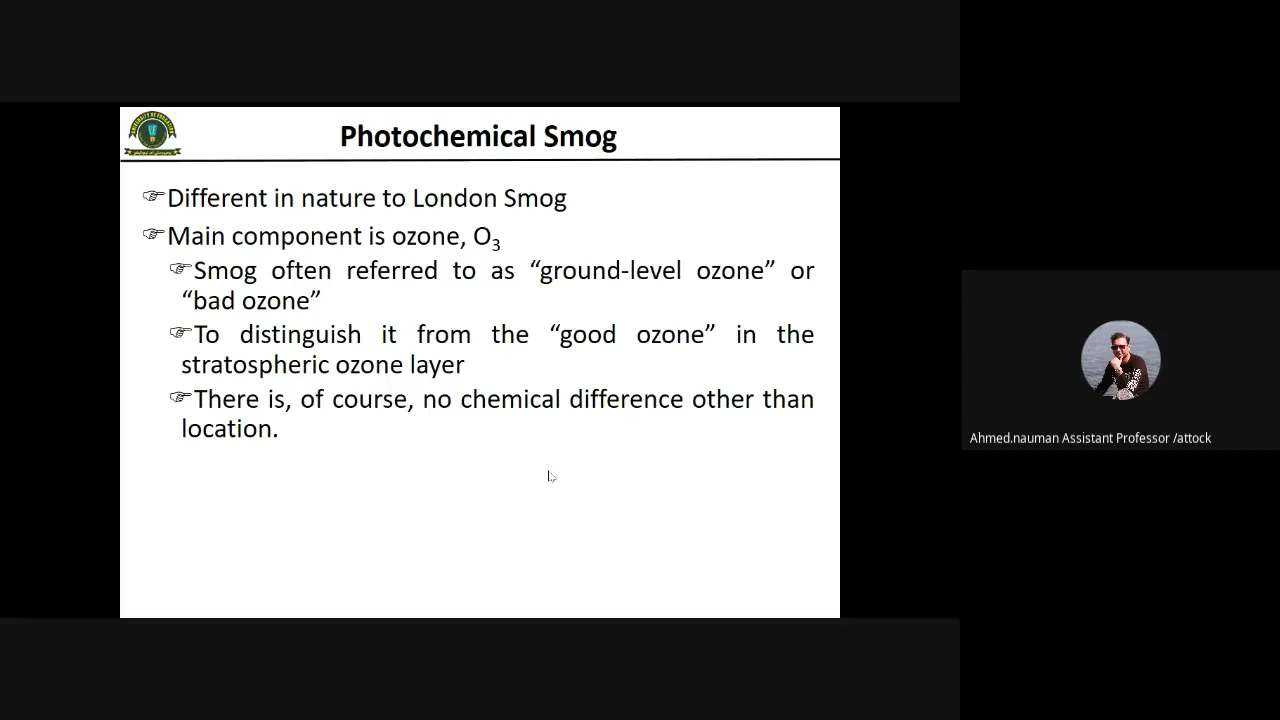 Photochemical Smog
☞Different in nature to London Smog
☞Main component is ozone, O₃
☞Smog often referred to as “ground-level ozone” or
“bad ozone”
☞To distinguish it from the “good ozone” in the
stratospheric ozone layer
☞There is, of course, no chemical difference other than
location.
Ahmed.nauman Assistant Professor /attock